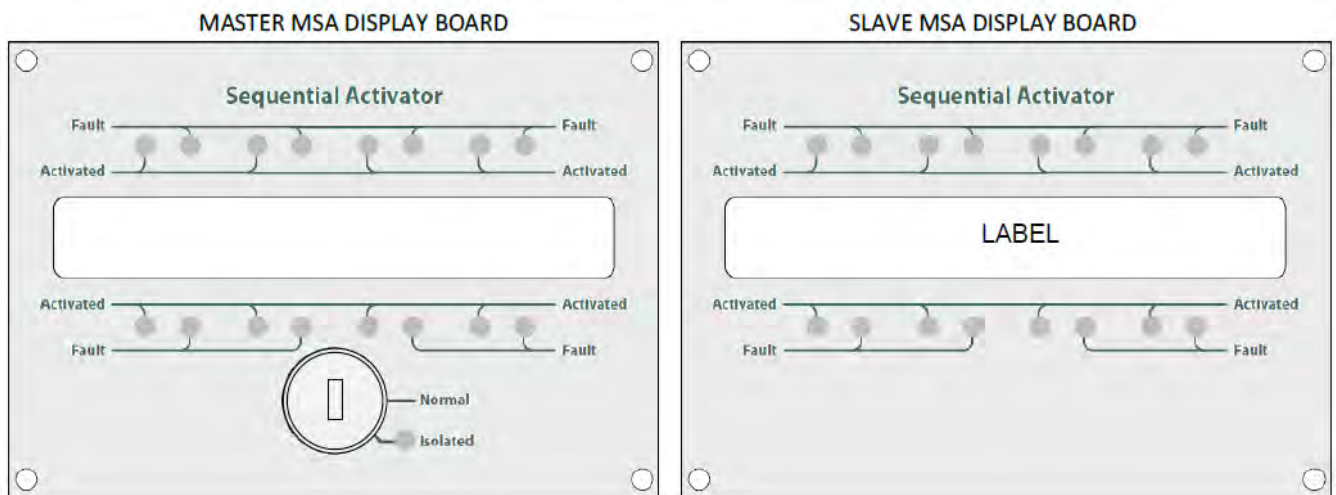 MASTER MSA DISPLAY BOARD
Sequential Activator
Fault Fault
Activated Activated
Activated Activated
Fault Fault
Normal
Isolated
SLAVE MSA DISPLAY BOARD
Sequential Activator
Fault Fault
Activated Activated
LABEL
Activated Activated
Fault Fault